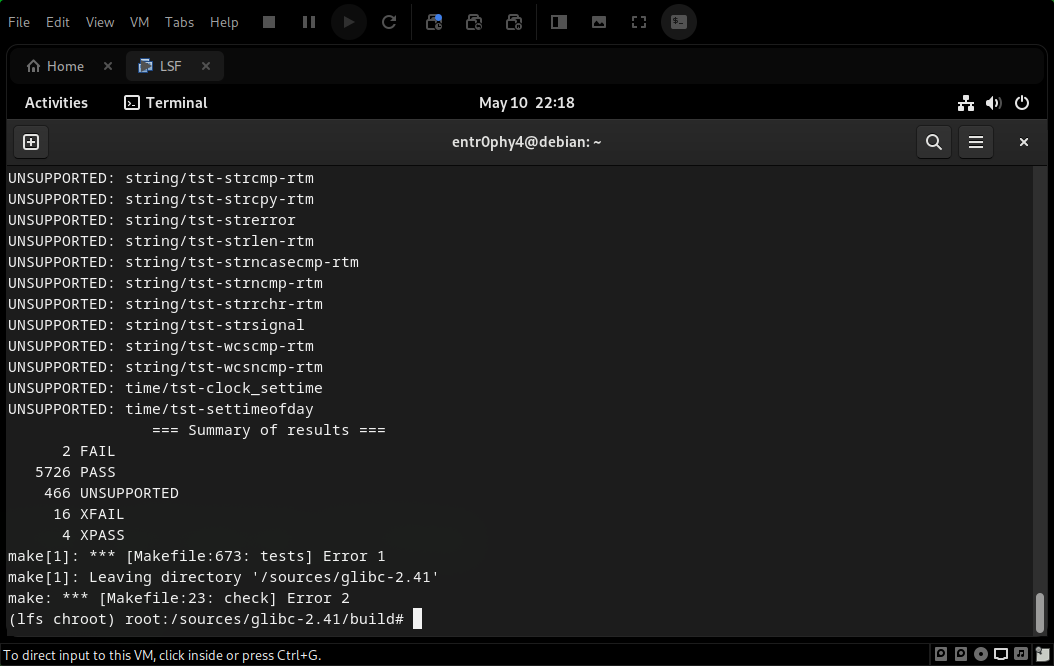 File Edit View VM Tabs Help
Home
LSF
Activities Terminal May 10 22:18
entr0phy4@debian: ~
UNSUPPORTED: string/tst-strcmp-rtm
UNSUPPORTED: string/tst-strcpy-rtm
UNSUPPORTED: string/tst-strerror
UNSUPPORTED: string/tst-strlen-rtm
UNSUPPORTED: string/tst-strncasecmp-rtm
UNSUPPORTED: string/tst-strncmp-rtm
UNSUPPORTED: string/tst-strrchr-rtm
UNSUPPORTED: string/tst-strsignal
UNSUPPORTED: string/tst-wcscmp-rtm
UNSUPPORTED: string/tst-wcsncmp-rtm
UNSUPPORTED: time/tst-clock_settime
UNSUPPORTED: time/tst-settimeofday
=== Summary of results ===
2 FAIL
5726 PASS
466 UNSUPPORTED
16 XFAIL
4 XPASS
make[1]: *** [Makefile:673: tests] Error 1
make[1]: Leaving directory '/sources/glibc-2.41'
make: *** [Makefile:23: check] Error 2
(lfs chroot) root:/sources/glibc-2.41/build#
To direct input to this VM, click inside or press Ctrl+G.